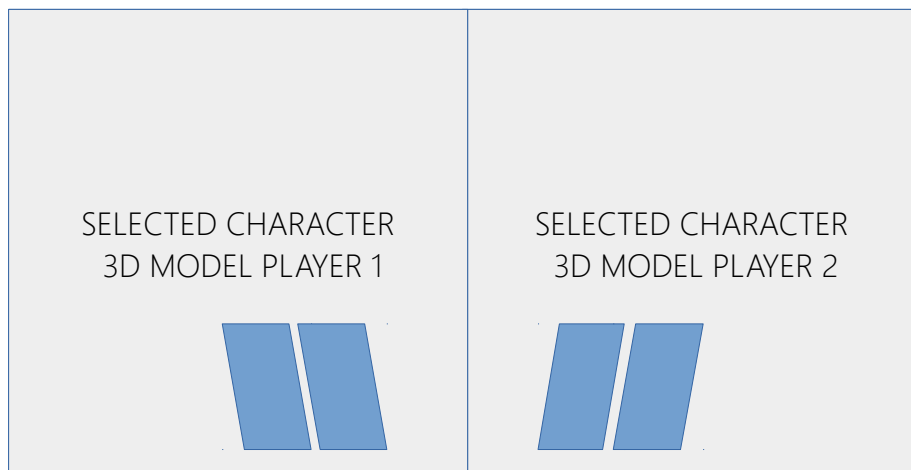 SELECTED CHARACTER
3D MODEL PLAYER 1
SELECTED CHARACTER
3D MODEL PLAYER 2